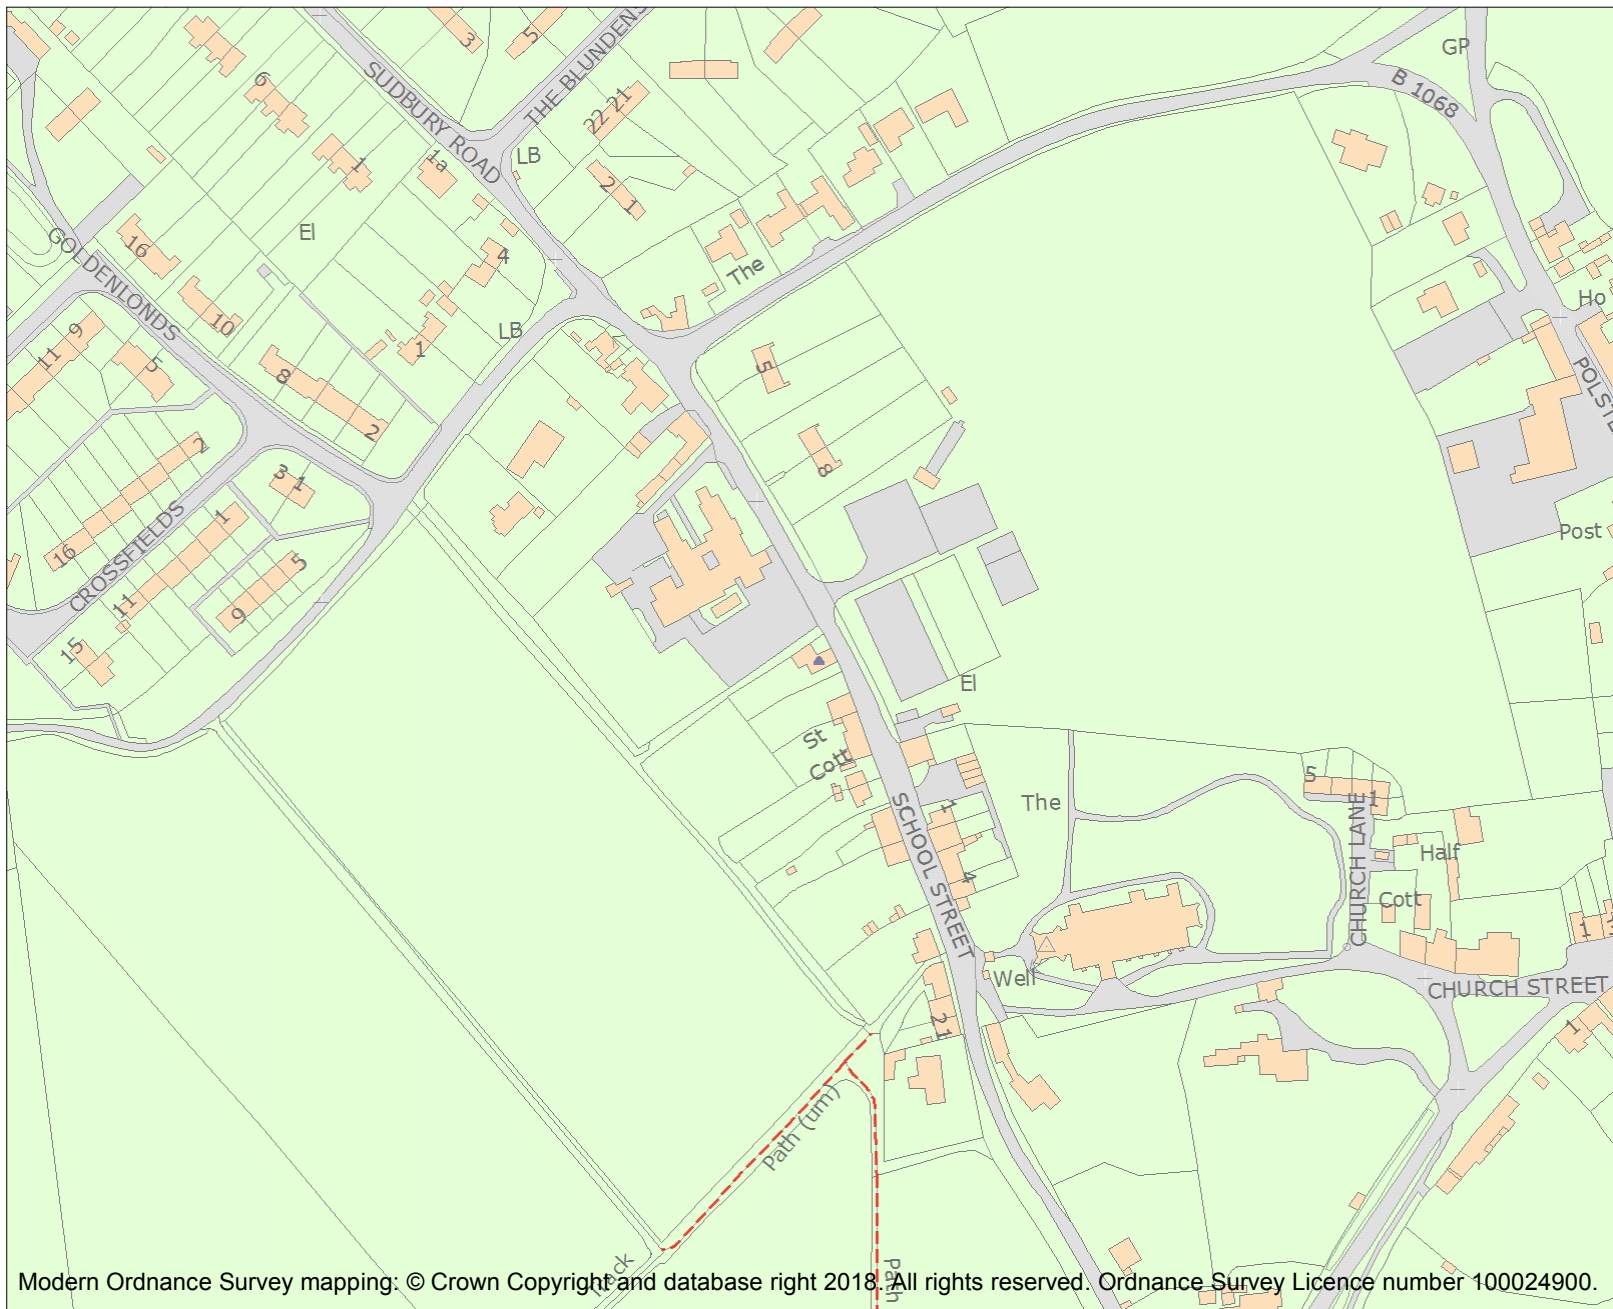 GP
3
5
SUDBURY ROAD
THE BLUNDENS
B 1068
6
22
21
LB
1
1a
2
1
El
16
GOLDENLONDS
4
The
Ho
10
LB
9
11
5
1
8
5
POLSTE
2
2
8
3
1
1
16
CROSSFIELDS
5
Post
11
9
15
El
St
Cott
SCHOOL STREET
1
The
5
1
CHURCH LANE
Half
4
Cott
1
3
Well
CHURCH STREET
2
1
1
Path (um)
Track
Path
Modern Ordnance Survey mapping: © Crown Copyright and database right 2018. All rights reserved. Ordnance Survey Licence number 100024900.